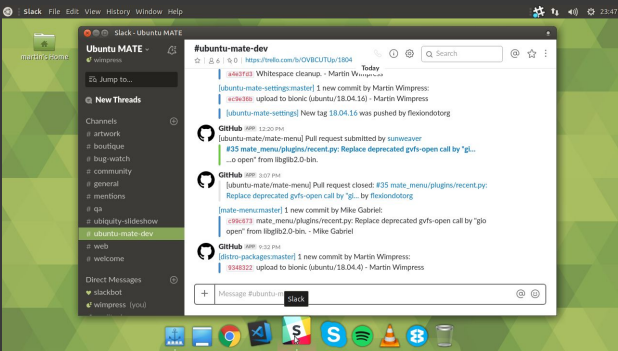 Slack File Edit View History Window Help
23:47
martin's Home
Slack - Ubuntu MATE
Ubuntu MATE
wimpress
Jump to...
New Threads
Channels
# artwork
# boutique
# bug-watch
# community
# general
# mentions
# qa
# ubiquity-slideshow
# ubuntu-mate-dev
# web
# welcome
Direct Messages
slackbot
wimpress (you)
#ubuntu-mate-dev
6 | 0 | https://trello.com/b/OVBCUTUp/1804
Search
Today
a4e3fd3 Whitespace cleanup. - Martin Wimpress
[ubuntu-mate-settings:master] 1 new commit by Martin Wimpress:
ec9e36b upload to bionic (ubuntu/18.04.16) - Martin Wimpress
[ubuntu-mate-settings] New tag 18.04.16 was pushed by flexiondotorg
GitHub APP 12:20 PM
[ubuntu-mate/mate-menu] Pull request submitted by sunweaver
#35 mate_menu/plugins/recent.py: Replace deprecated gvfs-open call by "gi...
...o open" from libglib2.0-bin.
GitHub APP 3:07 PM
[ubuntu-mate/mate-menu] Pull request closed: #35 mate_menu/plugins/recent.py:
Replace deprecated gvfs-open call by "gi... by flexiondotorg
[mate-menu:master] 1 new commit by Mike Gabriel:
c99c673 mate_menu/plugins/recent.py: Replace deprecated gvfs-open call by "gio
open" from libglib2.0-bin. - Mike Gabriel
GitHub APP 9:32 PM
[distro-packages:master] 1 new commit by Martin Wimpress:
9348322 upload to bionic (ubuntu/18.04.4) - Martin Wimpress
Message #ubuntu-m
Slack